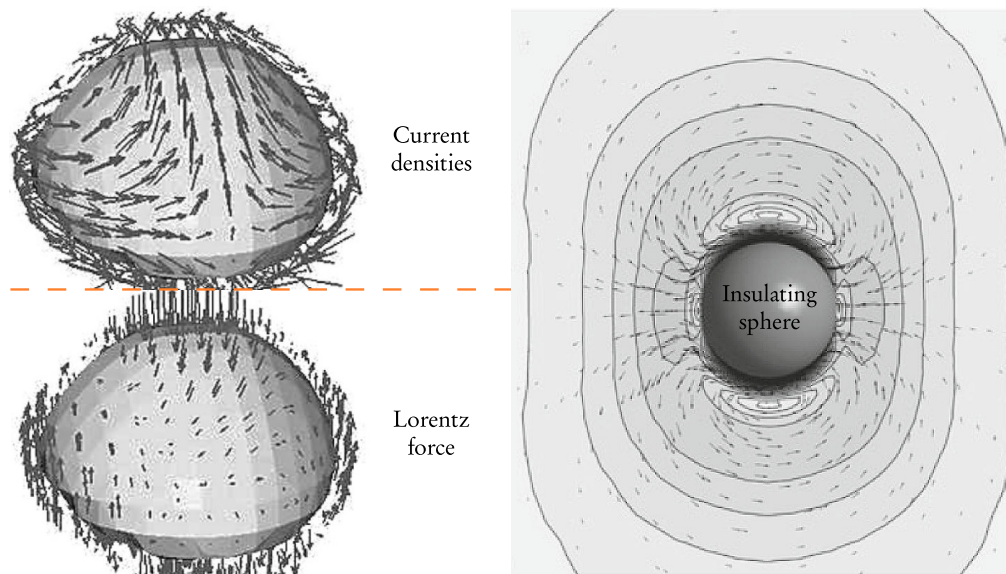 Current
densities
Lorentz
force
Insulating
sphere